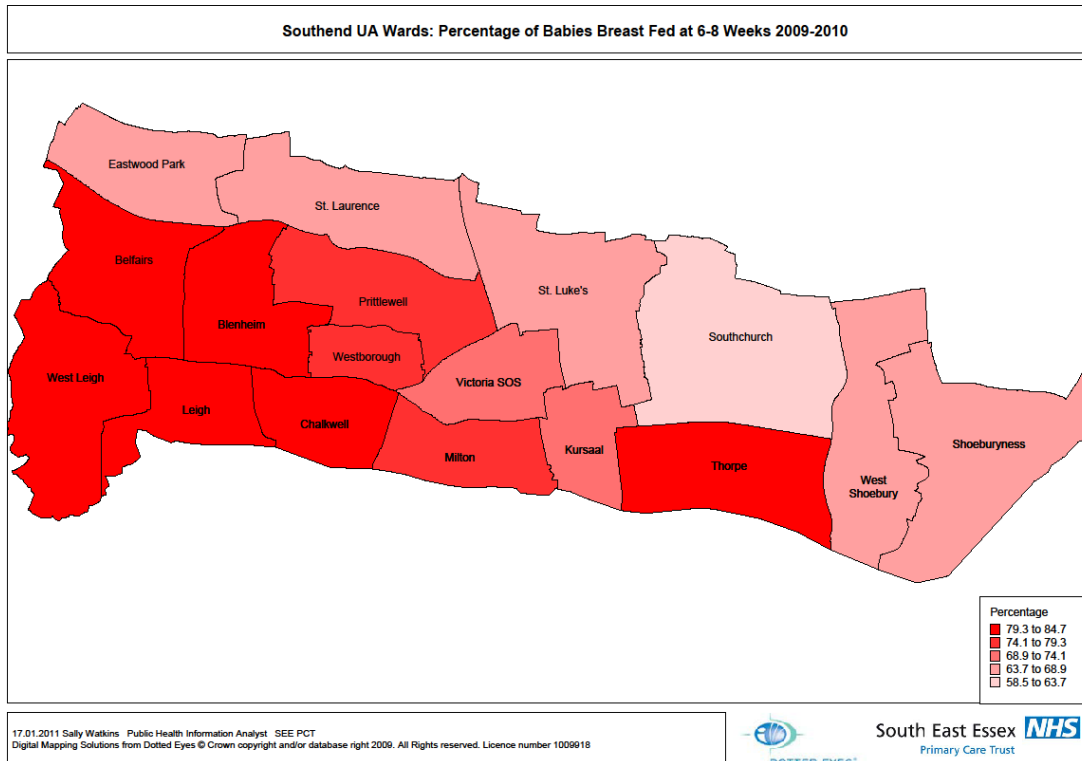 Southend UA Wards: Percentage of Babies Breast Fed at 6-8 Weeks 2009-2010
Eastwood Park
St. Laurence
Belfairs
St. Luke's
Prittlewell
Blenheim
Southchurch
Westborough
West Leigh
Victoria SOS
Leigh
Chalkwell
Shoeburyness
Kursaal
Milton
Thorpe
West
Shoebury
Percentage
79.3 to 84.7
74.1 to 79.3
68.9 to 74.1
63.7 to 68.9
58.5 to 63.7
17.01.2011 Sally Watkins Public Health Information Analyst SEE PCT
Digital Mapping Solutions from Dotted Eyes © Crown copyright and/or database right 2009. All Rights reserved. Licence number 1009918
DOTTED EYES
South East Essex NHS
Primary Care Trust